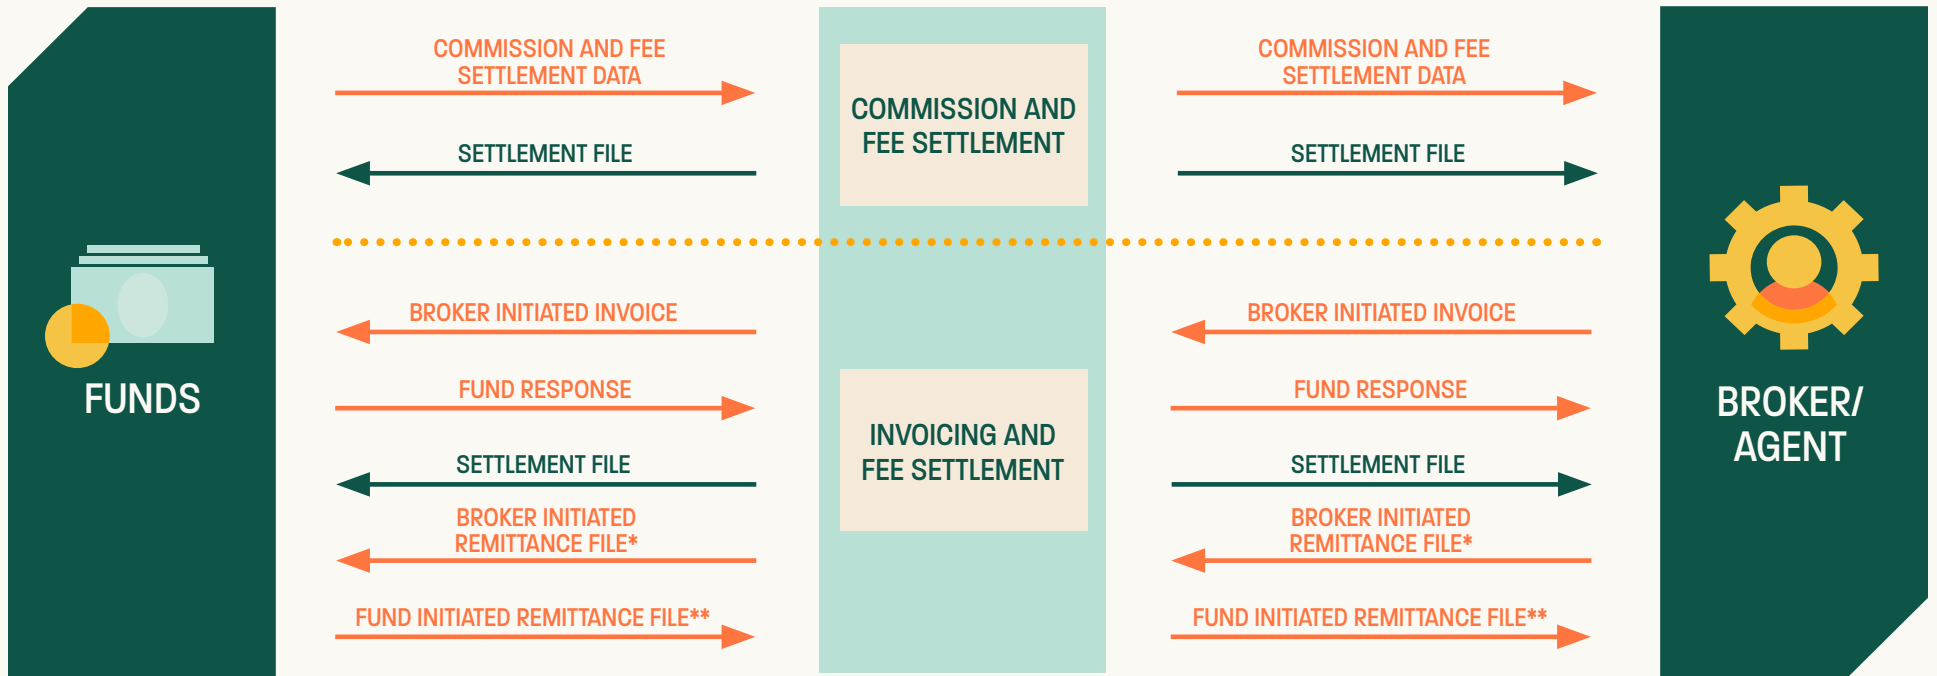 COMMISSION AND FEE
SETTLEMENT DATA
SETTLEMENT FILE
COMMISSION AND
FEE SETTLEMENT
COMMISSION AND FEE
SETTLEMENT DATA
SETTLEMENT FILE
FUNDS
BROKER INITIATED INVOICE
FUND RESPONSE
SETTLEMENT FILE
BROKER INITIATED
REMITTANCE FILE*
FUND INITIATED REMITTANCE FILE**
INVOICING AND
FEE SETTLEMENT
BROKER INITIATED INVOICE
FUND RESPONSE
SETTLEMENT FILE
BROKER INITIATED
REMITTANCE FILE*
FUND INITIATED REMITTANCE FILE**
BROKER/
AGENT